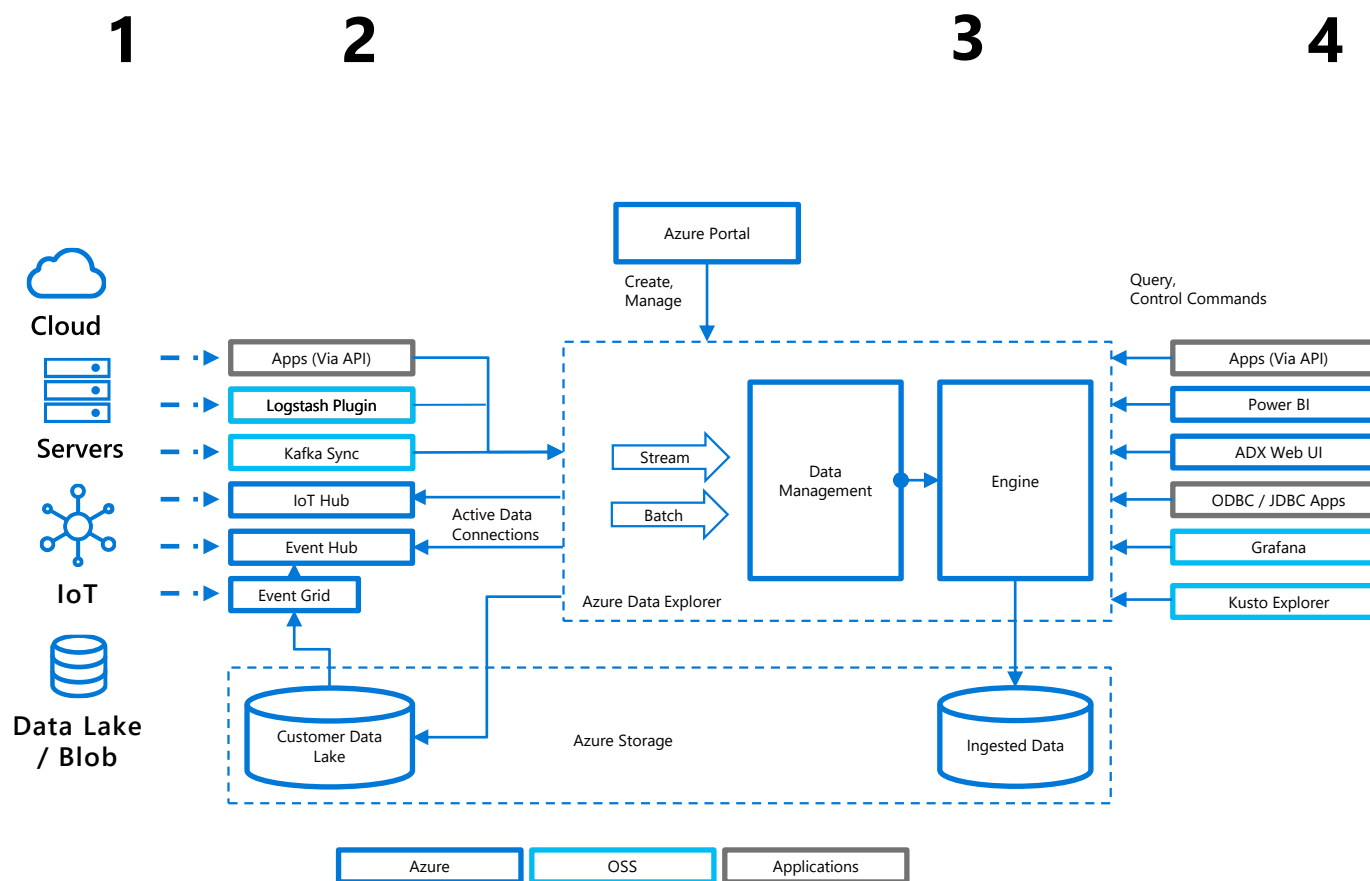 1
2
3
4
Azure Portal
Create,
Manage
Query,
Control Commands
Cloud
Servers
IoT
Data Lake
/ Blob
Apps (Via API)
Logstash Plugin
Kafka Sync
IoT Hub
Event Hub
Event Grid
Active Data
Connections
Stream
Batch
Data
Management
Engine
Azure Data Explorer
Apps (Via API)
Power BI
ADX Web UI
ODBC / JDBC Apps
Grafana
Kusto Explorer
Customer Data
Lake
Azure Storage
Ingested Data
Azure
OSS
Applications